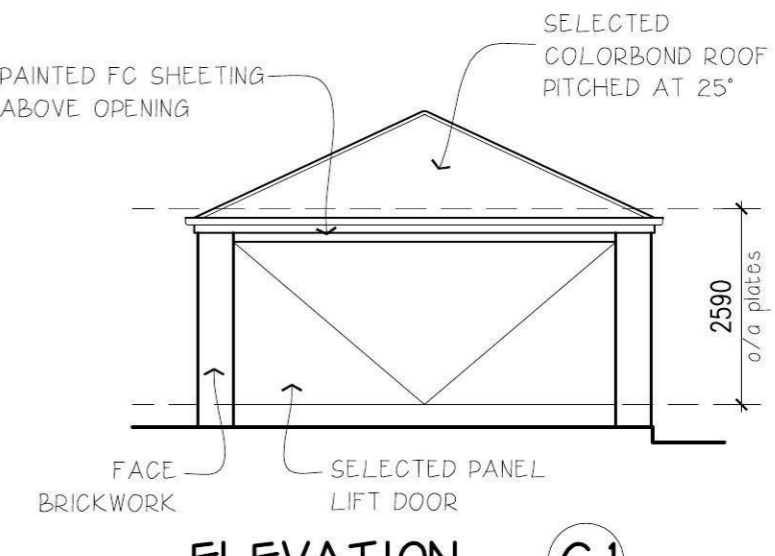 SELECTED
COLORBOND ROOF
PITCHED AT 25°
PAINTED FC SHEETING
ABOVE OPENING
2590
o/a plates
FACE
BRICKWORK
SELECTED PANEL
LIFT DOOR
ELEVATION